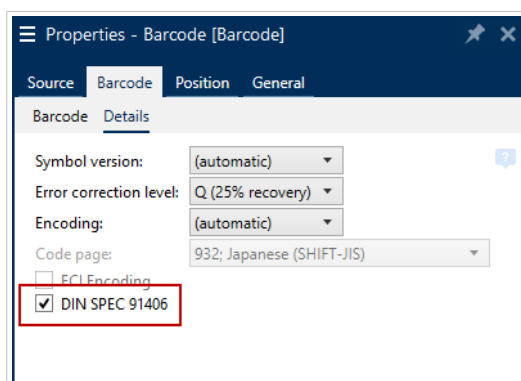 Properties - Barcode [Barcode]
Source Barcode Position General
Barcode Details
Symbol version: (automatic)
Error correction level: Q (25% recovery)
Encoding: (automatic)
Code page: 932; Japanese (SHIFT-JIS)
ECI Encoding
DIN SPEC 91406